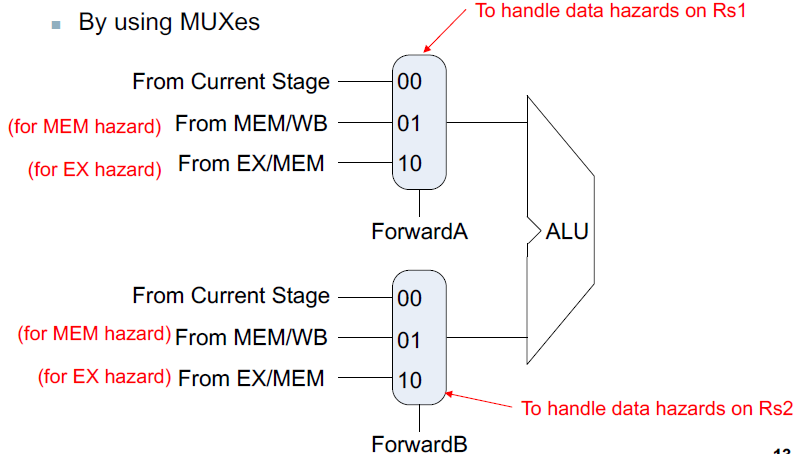 To handle data hazards on Rs1
▪ By using MUXes
From Current Stage 00
(for MEM hazard) From MEM/WB 01
(for EX hazard) From EX/MEM 10
ForwardA
ALU
From Current Stage 00
(for MEM hazard) From MEM/WB 01
(for EX hazard) From EX/MEM 10
To handle data hazards on Rs2
ForwardB